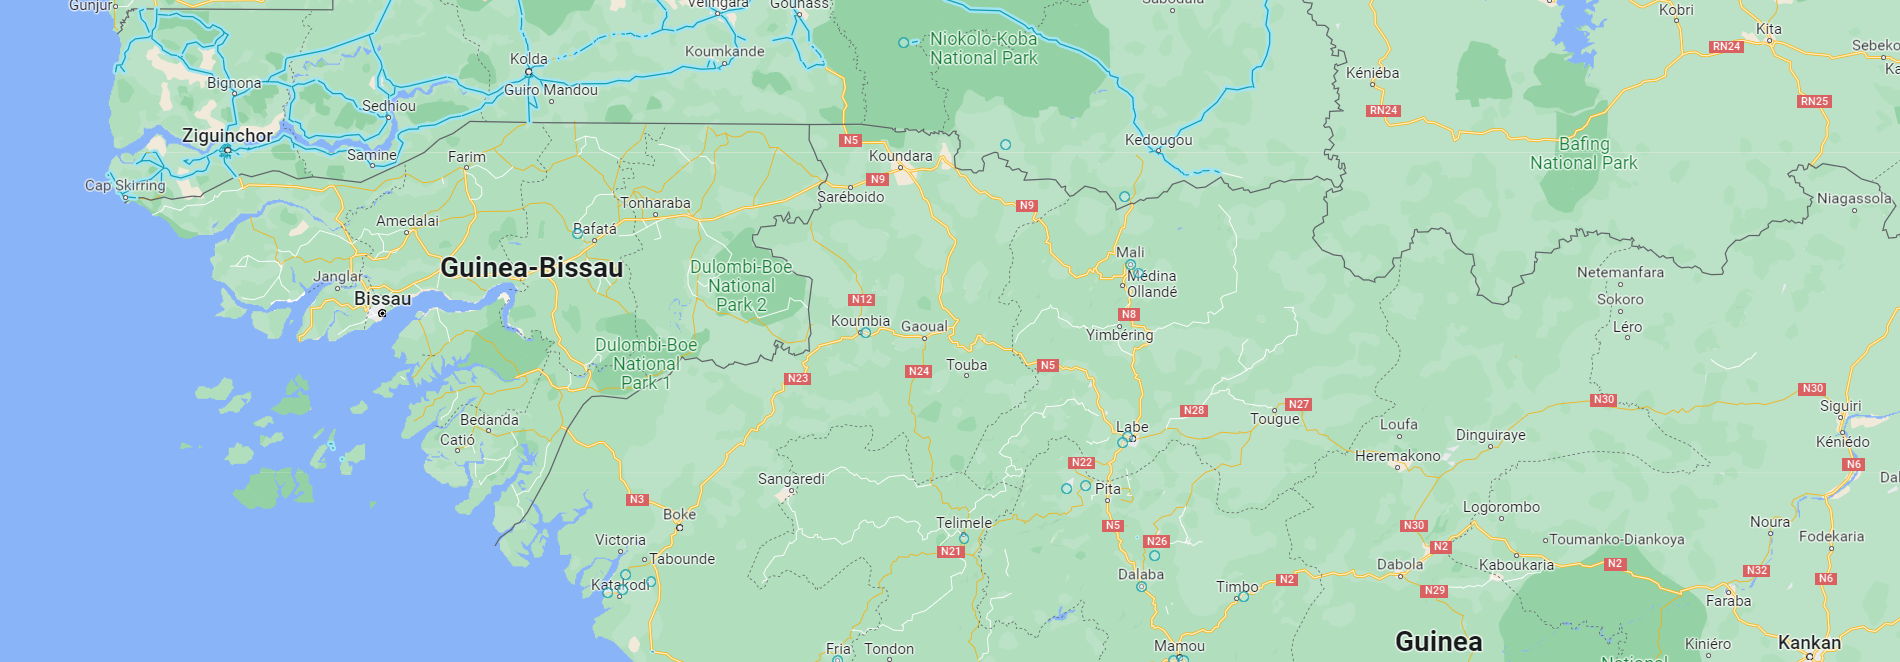 Gunjur
Velingara
Gounass
Sabodala
Kobri
Kita
RN24
Sebeko
Ka
Niokolo-Koba
National Park
Koumkande
Kolda
Guiro Mandou
Bignona
Sedhiou
Kéniéba
RN24
RN25
Ziguinchor
Samine
Farim
N5
Koundara
Kedougou
Bafing
National Park
Cap Skirring
N9
Saréboido
Tonharaba
N9
Niagassola
Amedalai
Bafatá
Mali
Médina
Ollandé
Guinea-Bissau
Dulombi-Boe
National
Park 2
Janglar
Bissau
Netemanfara
Sokoro
Léro
N12
Koumbia
Gaoual
N8
Yimbéring
Dulombi-Boe
National
Park 1
N23
N24
Touba
N5
N30
N30
Siguiri
Bedanda
Catió
Labe
N28
N27
Tougue
Loufa
Dinguiraye
Heremakono
Kéniédo
N6
Dal
N22
Pita
Sangaredi
N3
Boke
Telimele
N5
N21
N26
Logorombo
N30
N2
Toumanko-Diankoya
Noura
Fodekaria
Victoria
Tabounde
Katakodi
Dalaba
Timbo
N2
Dabola
N29
Kaboukaria
N2
N32
N6
Faraba
Fria
Tondon
Mamou
Guinea
Kiniéro
Kankan
National